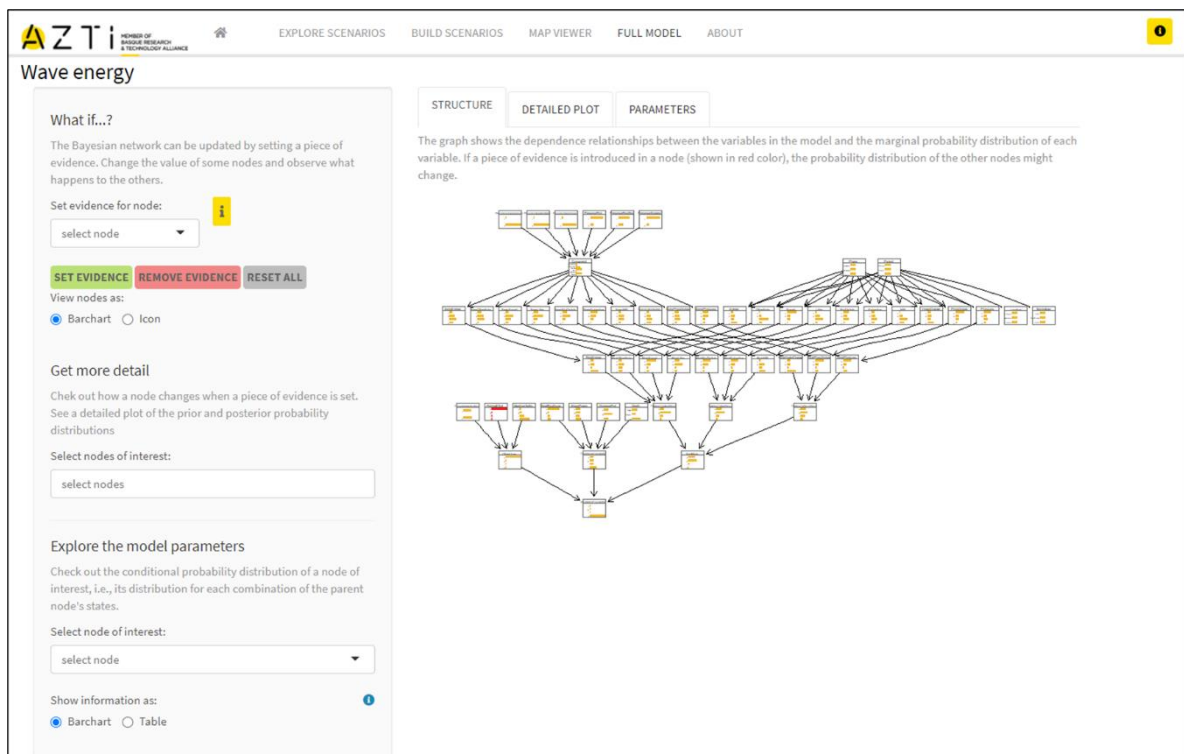 AZTi
MEMBER OF
BASQUE RESEARCH
& TECHNOLOGY ALLIANCE
EXPLORE SCENARIOS
BUILD SCENARIOS
MAP VIEWER
FULL MODEL
ABOUT
Wave energy
What if...?
The Bayesian network can be updated by setting a piece of
evidence. Change the value of some nodes and observe what
happens to the others.
Set evidence for node:
i
select node
SET EVIDENCE
REMOVE EVIDENCE
RESET ALL
View nodes as:
Barchart
Icon
Get more detail
Chek out how a node changes when a piece of evidence is set.
See a detailed plot of the prior and posterior probability
distributions
Select nodes of interest:
select nodes
Explore the model parameters
Check out the conditional probability distribution of a node of
interest, i.e., its distribution for each combination of the parent
node's states.
Select node of interest:
select node
Show information as:
Barchart
Table
STRUCTURE
DETAILED PLOT
PARAMETERS
The graph shows the dependence relationships between the variables in the model and the marginal probability distribution of each
variable. If a piece of evidence is introduced in a node (shown in red color), the probability distribution of the other nodes might
change.